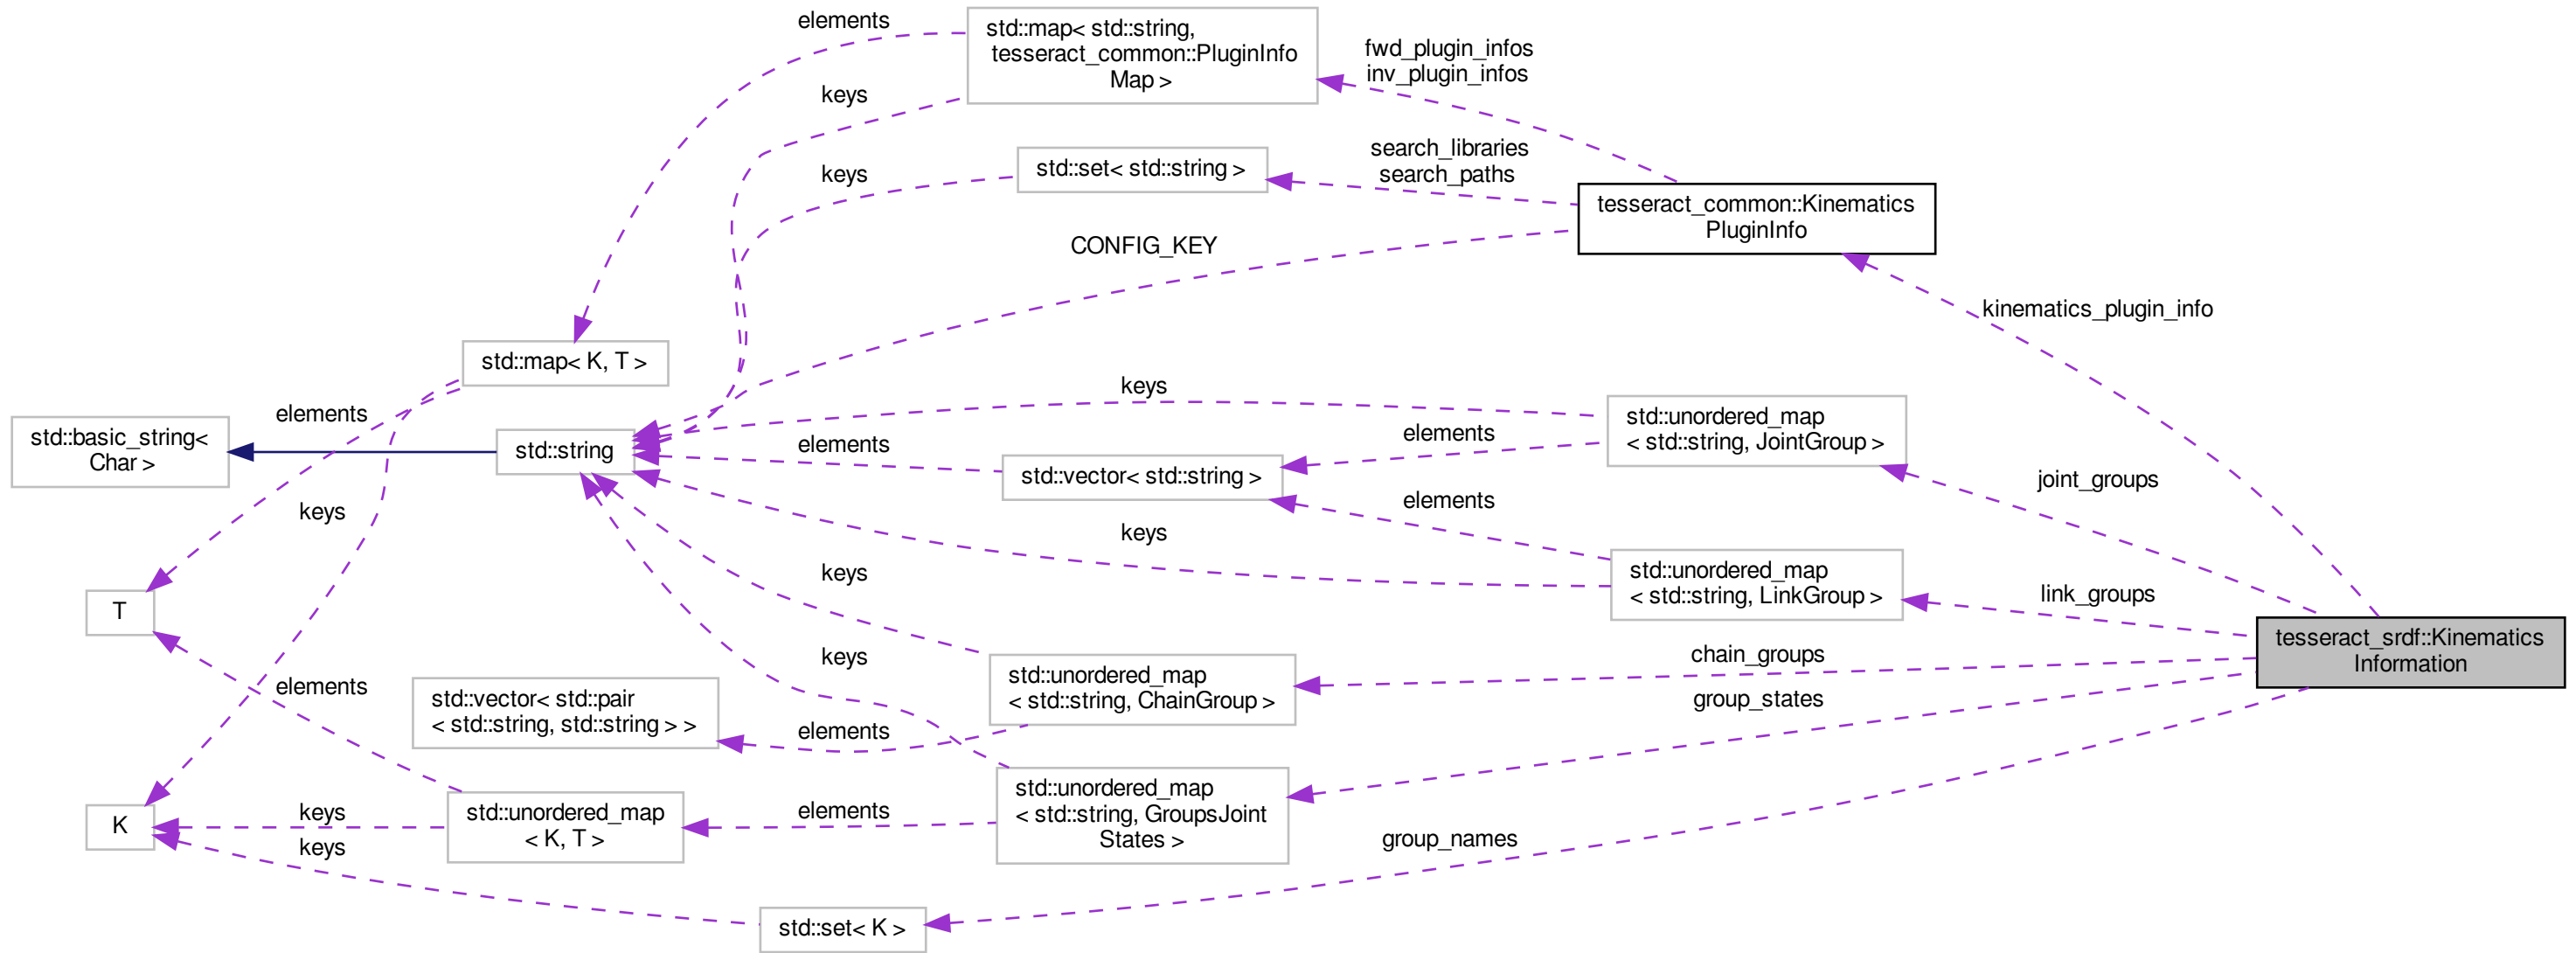 elements
std::map< std::string,
tesseract_common::PluginInfo
Map >
fwd_plugin_infos
inv_plugin_infos
keys
search_libraries
search_paths
keys
std::set< std::string >
tesseract_common::Kinematics
PluginInfo
CONFIG_KEY
kinematics_plugin_info
std::map< K, T >
keys
elements
std::unordered_map
< std::string, JointGroup >
std::basic_string<
Char >
std::string
elements
elements
std::vector< std::string >
joint_groups
elements
keys
keys
std::unordered_map
< std::string, LinkGroup >
link_groups
keys
T
tesseract_srdf::Kinematics
Information
keys
chain_groups
std::unordered_map
< std::string, ChainGroup >
elements
std::vector< std::pair
< std::string, std::string > >
group_states
elements
std::unordered_map
< std::string, GroupsJoint
States >
elements
std::unordered_map
< K, T >
keys
K
keys
group_names
std::set< K >